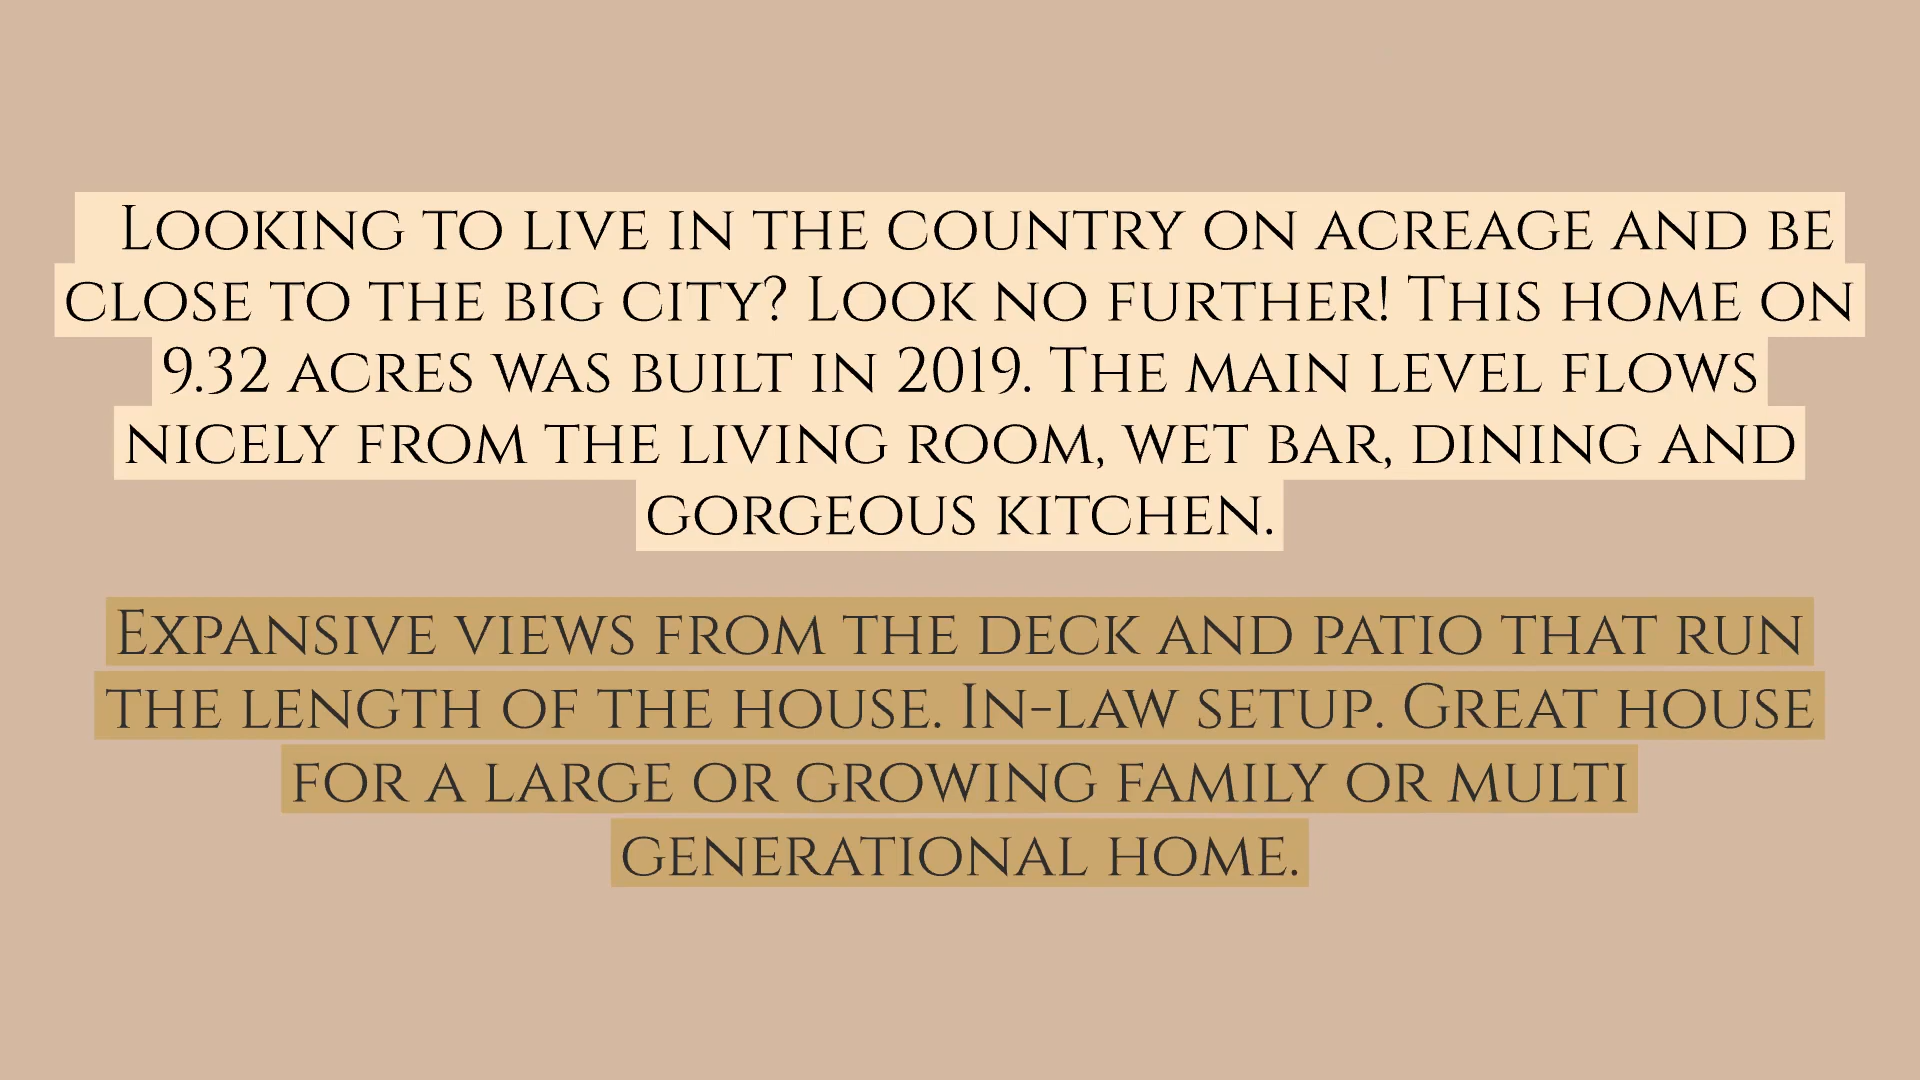 Looking to live in the country on acreage and be
close to the big city? Look no further! This home on
9.32 acres was built in 2019. The main level flows
nicely from the living room, wet bar, dining and
gorgeous kitchen.
Expansive views from the deck and patio that run
the length of the house. In-law setup. Great house
for a large or growing family or multi
generational home.